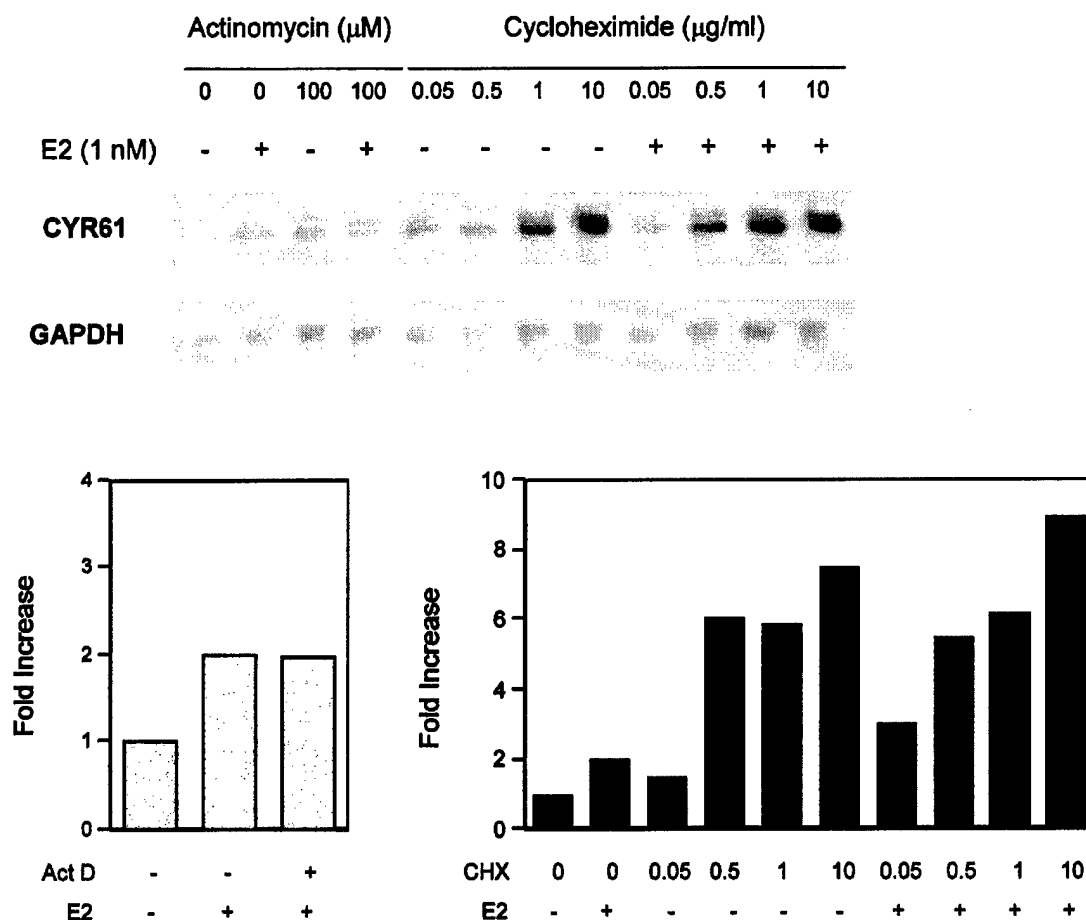 Actinomycin (μM) Cycloheximide (μg/ml)
0 0 100 100 0.05 0.5 1 10 0.05 0.5 1 10
E2 (1 nM) - + - + - - - - + + + +
CYR61
GAPDH
Fold Increase
4
3
2
1
0
Act D - - +
E2 - + +
Fold Increase
10
8
6
4
2
0
CHX 0 0 0.05 0.5 1 10 0.05 0.5 1 10
E2 - + - - - - + + + +